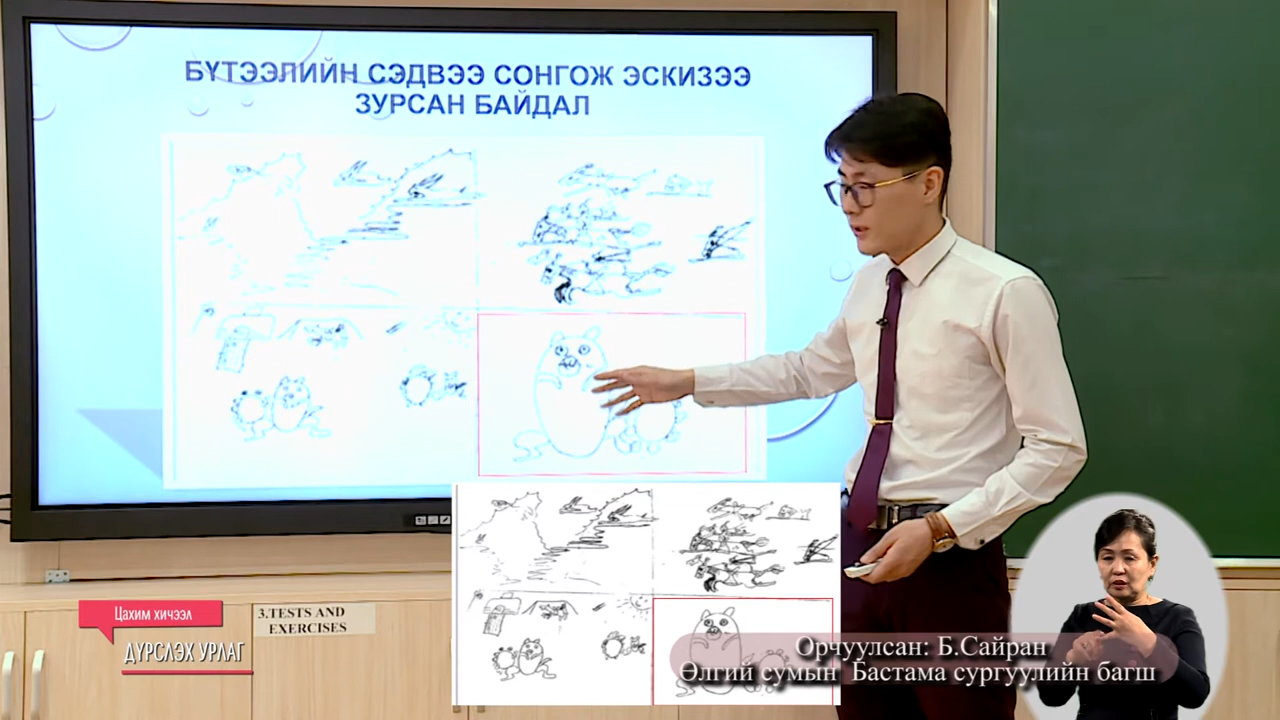 БҮТЭЭЛИЙН СЭДВЭЭ СОНГОЖ ЭСКИЗЭЭ
ЗУРСАН БАЙДАЛ
Цахим хичээл
ДҮРСЛЭХ УРЛАГ
3.TESTS AND
EXERCISES
Орчуулсан: Б.Сайран
Өлгий сумын Бастама сургуулийн багш